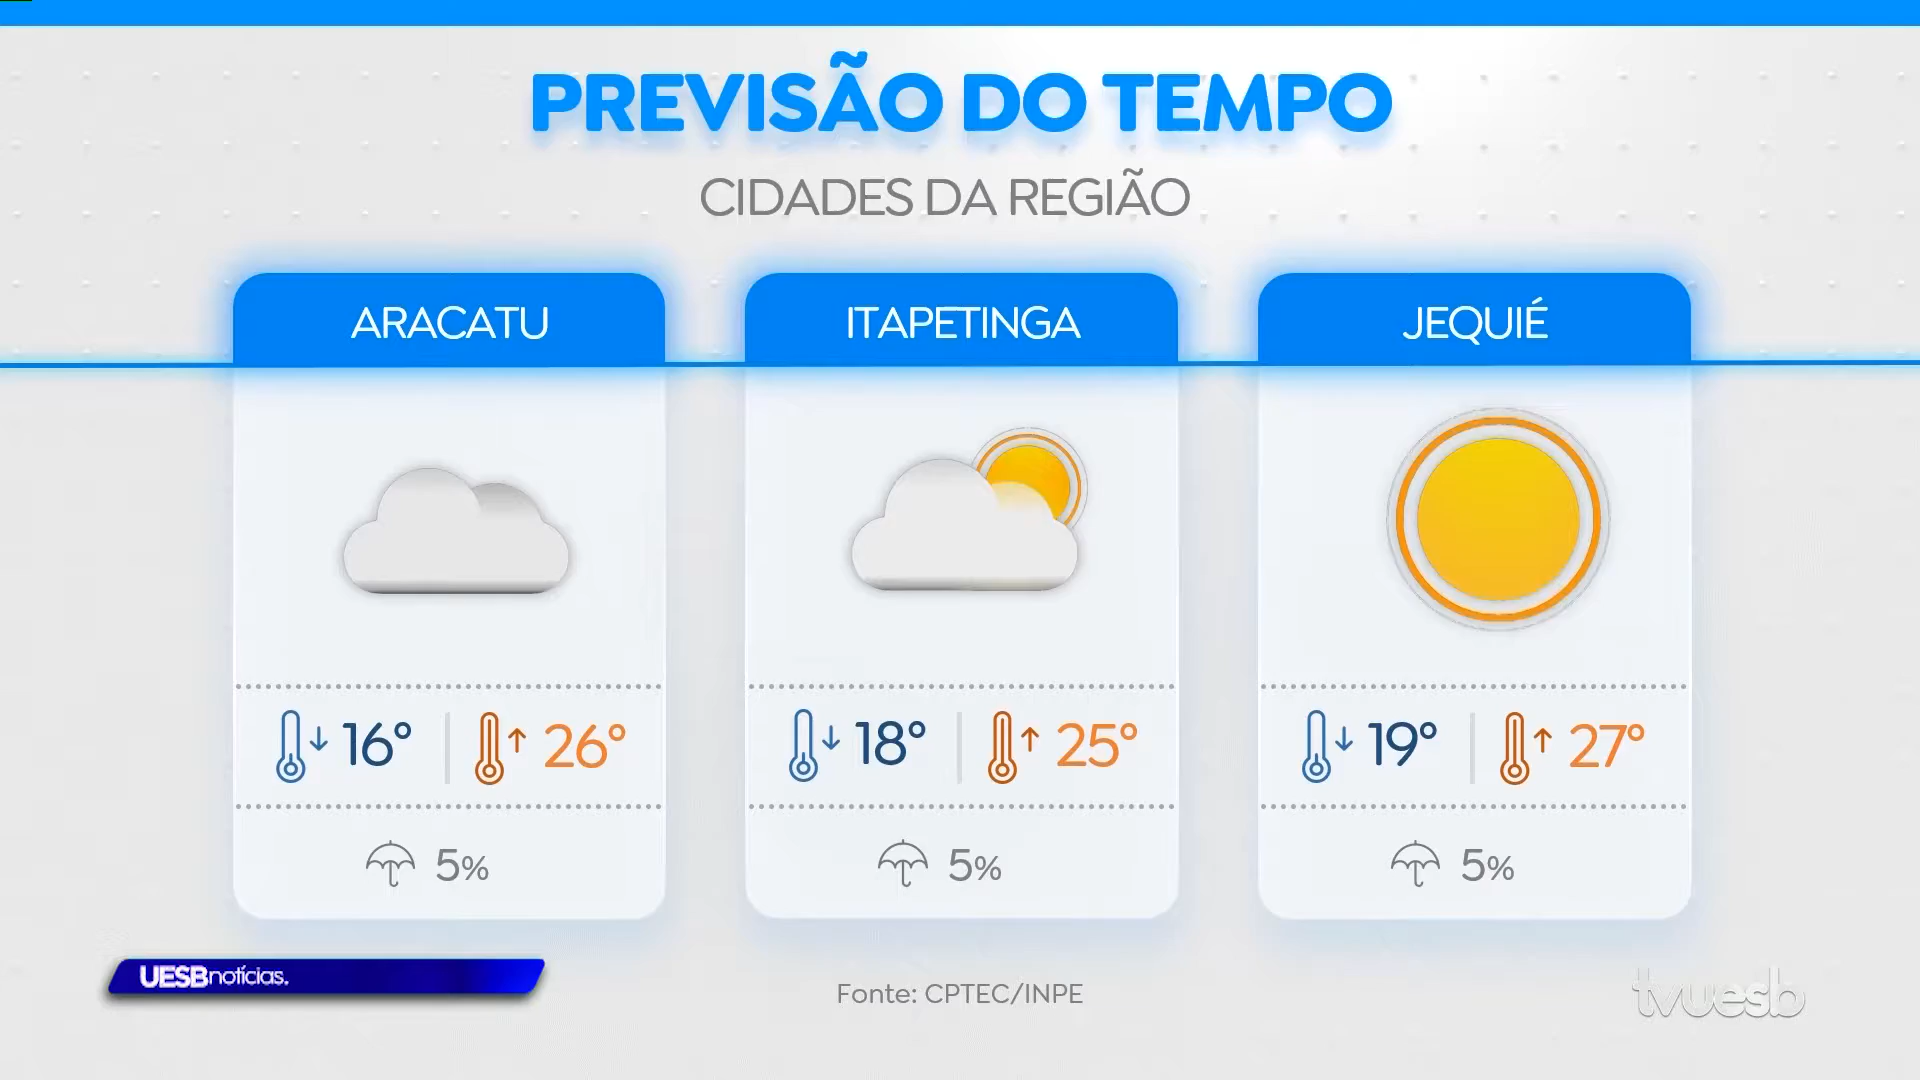 PREVISÃO DO TEMPO
CIDADES DA REGIÃO
ARACATU
16° 26°
5%
ITAPETINGA
18° 25°
5%
JEQUIÉ
19° 27°
5%
UESBnotícias.
Fonte: CPTEC/INPE
tvuesb